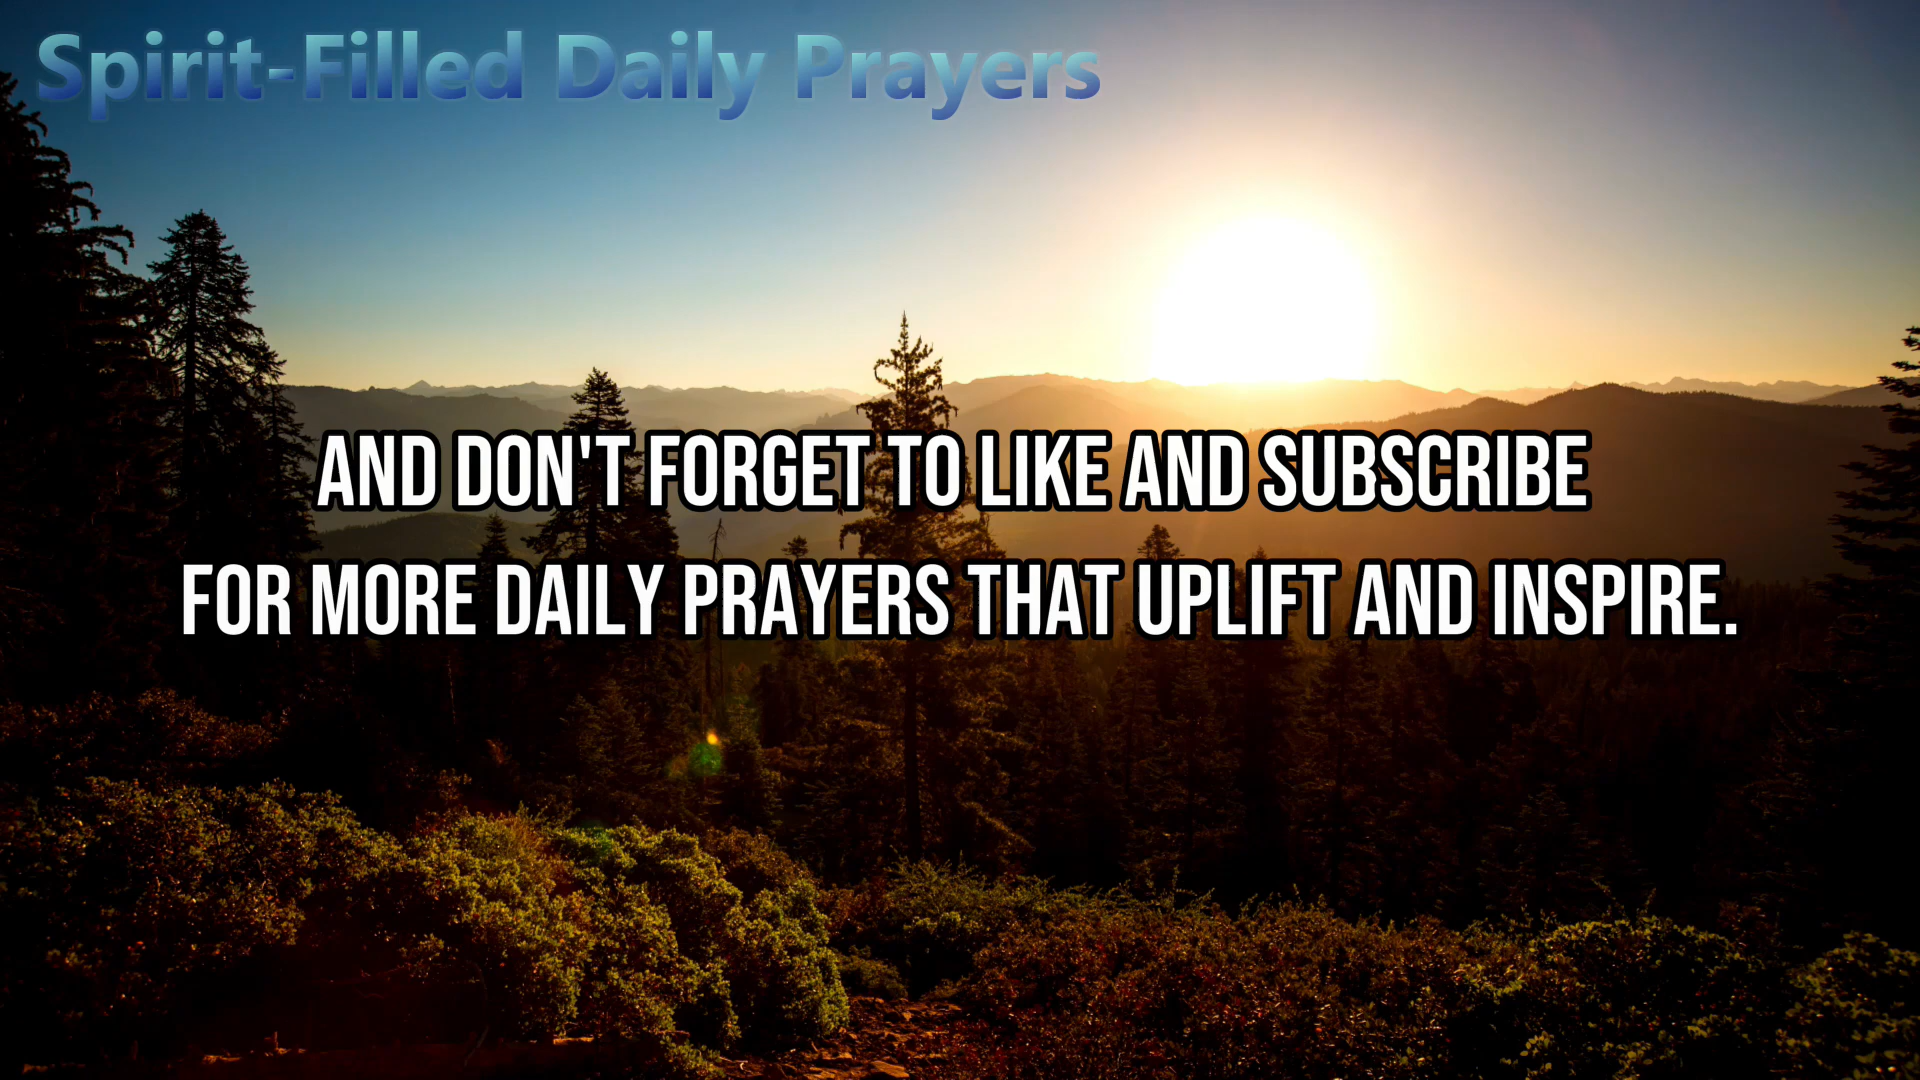 Spirit-Filled Daily Prayers
AND DON'T FORGET TO LIKE AND SUBSCRIBE
FOR MORE DAILY PRAYERS THAT UPLIFT AND INSPIRE.